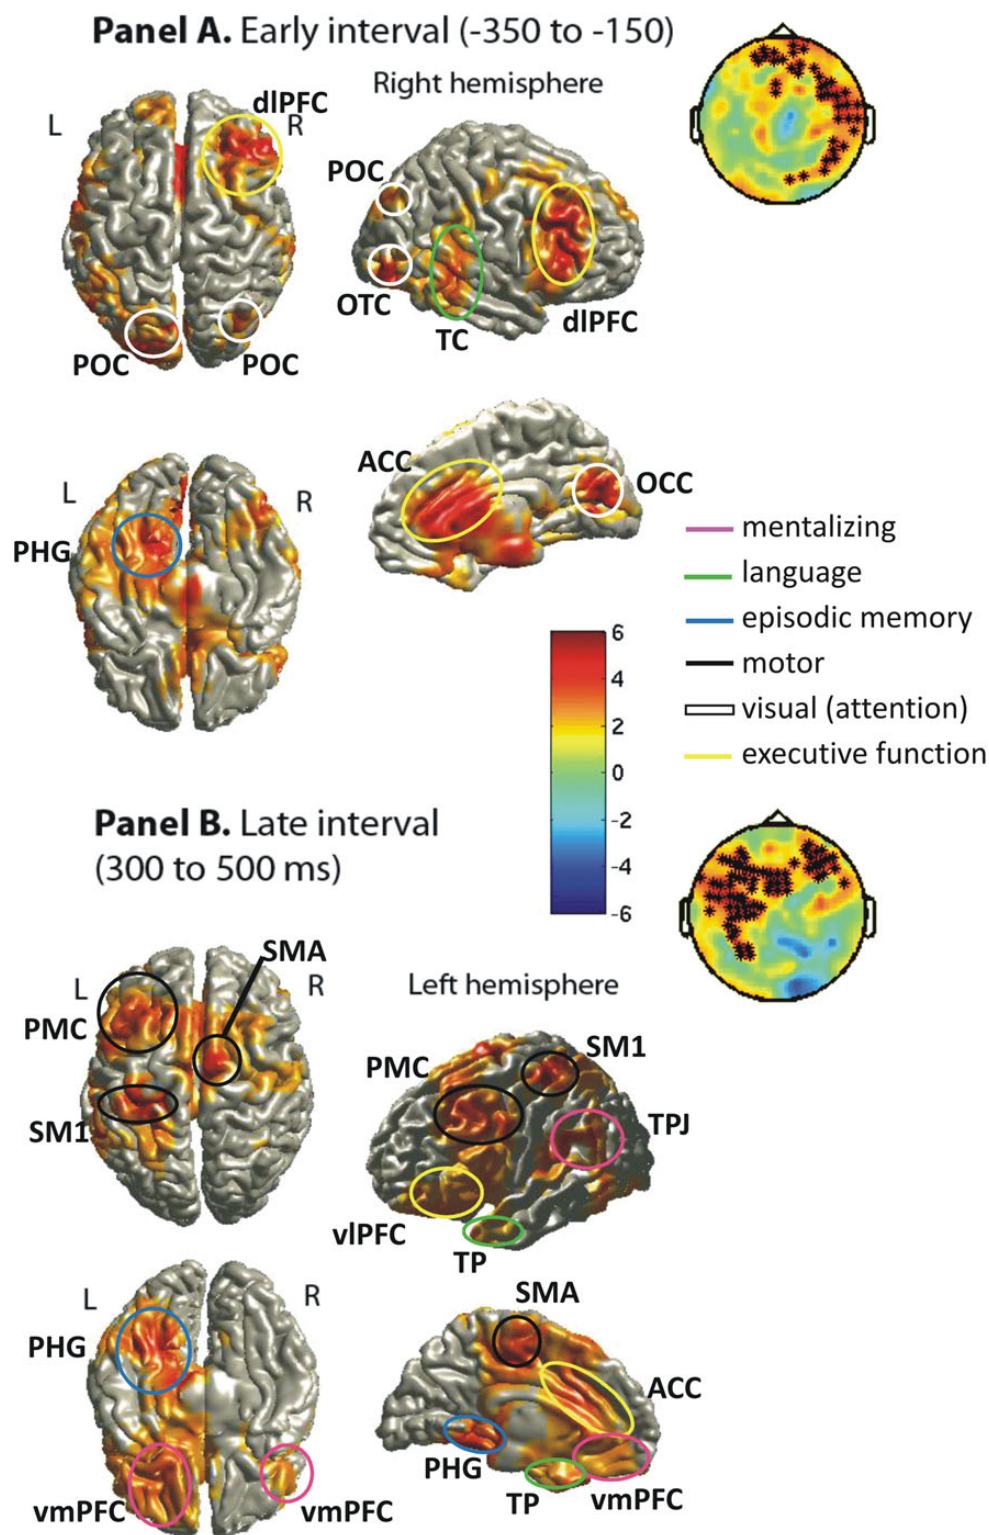 Panel A. Early interval (-350 to -150)
Right hemisphere
L
dlPFC
R
POC
OTC
TC
dlPFC
POC
POC
L
R
PHG
ACC
OCC
mentalizing
language
episodic memory
motor
visual (attention)
executive function
6
4
2
0
-2
-4
-6
Panel B. Late interval
(300 to 500 ms)
SMA
L
R
PMC
SM1
Left hemisphere
PMC
SM1
TPJ
vlPFC
TP
L
R
PHG
vmPFC
vmPFC
SMA
ACC
PHG
TP
vmPFC